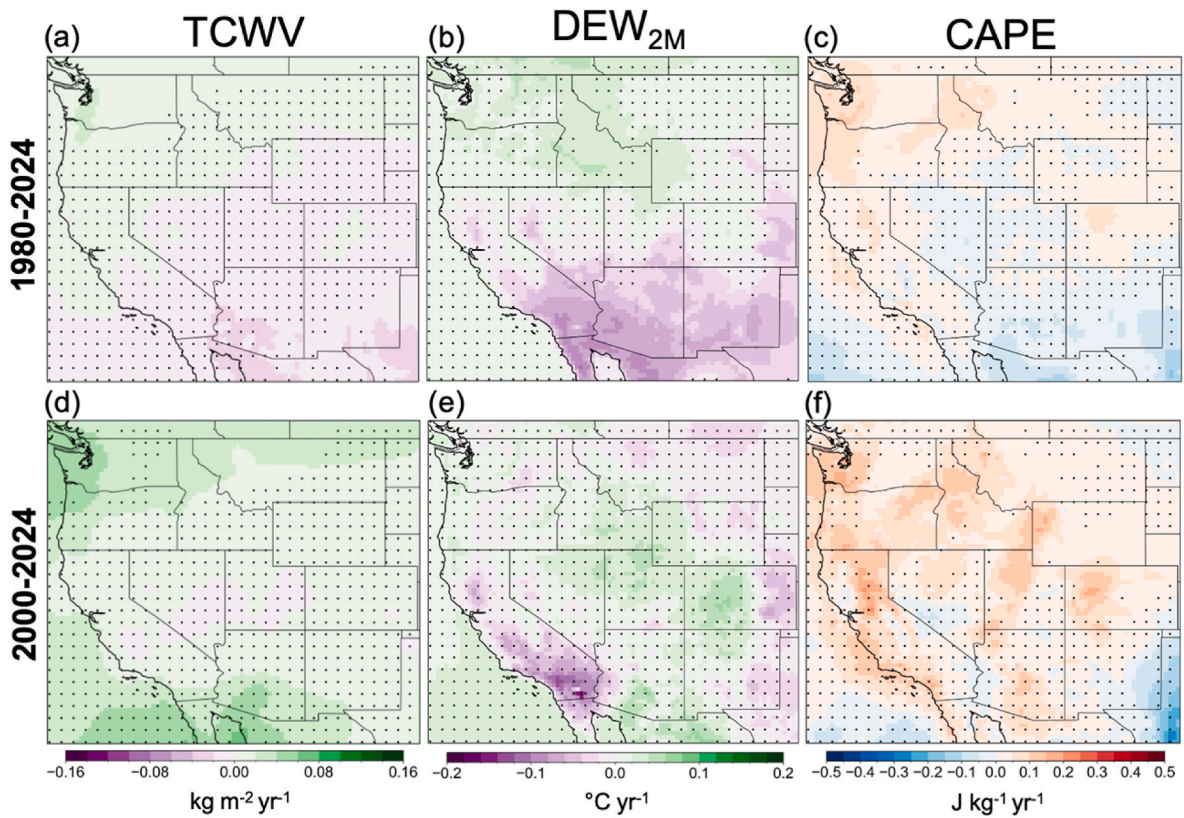 (a) TCWV
(b) DEW2M
(c) CAPE
1980-2024
(d)
(e)
(f)
2000-2024
−0.16 −0.08 0.00 0.08 0.16
kg m-2 yr-1
−0.2 −0.1 0.0 0.1 0.2
°C yr-1
−0.5 −0.4 −0.3 −0.2 −0.1 0.0 0.1 0.2 0.3 0.4 0.5
J kg-1 yr-1